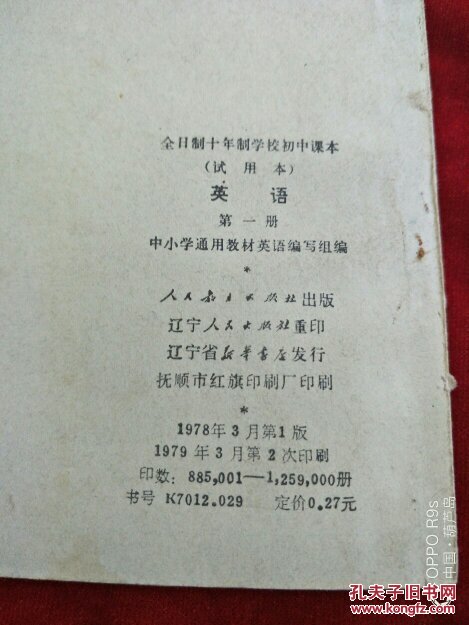 全日制十年制学校初中课本
(试用本)
英 语
第一册
中小学通用教材英语编写组编
*
人民教育出版社出版
辽宁人民出版社重印
辽宁省新华书店发行
抚顺市红旗印刷厂印刷
*
1978年3月第1版
1979年3月第2次印刷
印数:885,001—1,259,000册
书号 K7012.029 定价0.27元
OPPO R9s
中国·葫芦岛
孔夫子旧书网